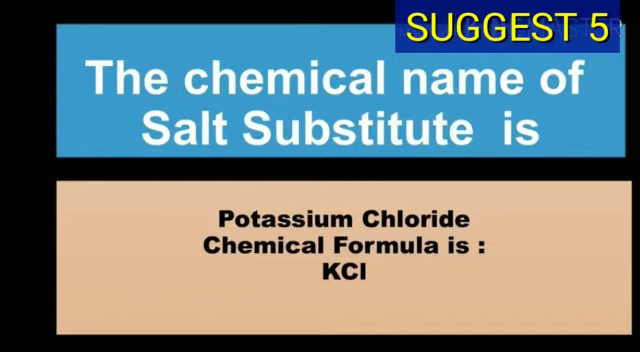 SUGGEST 5
The chemical name of
Salt Substitute is
Potassium Chloride
Chemical Formula is :
KCl